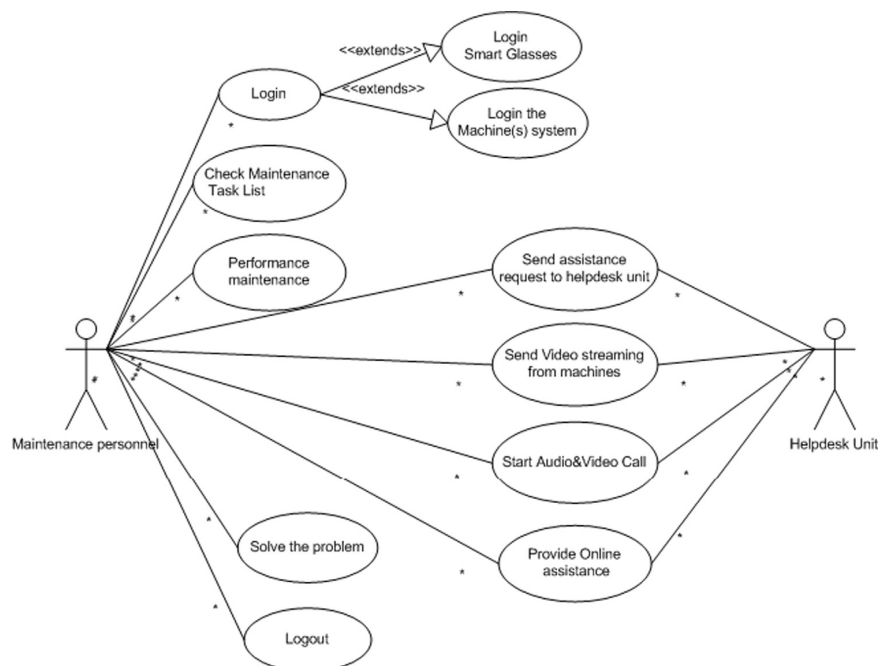 Login
Smart Glasses
<<extends>>
Login
<<extends>>
Login the
Machine(s) system
Check Maintenance
Task List
Performance
maintenance
Send assistance
request to helpdesk unit
Send Video streaming
from machines
Maintenance personnel
Helpdesk Unit
Start Audio&Video Call
Solve the problem
Provide Online
assistance
Logout